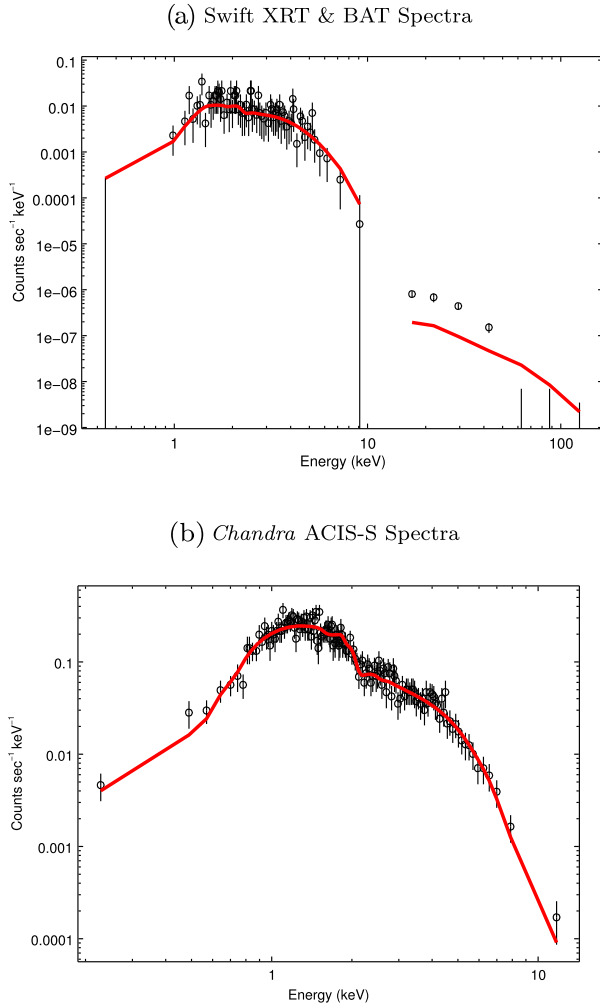 (a) Swift XRT & BAT Spectra
0.1
0.01
0.001
0.0001
1e−05
1e−06
1e−07
1e−08
1e−09
Counts sec⁻¹ keV⁻¹
1 10 100
Energy (keV)
(b) Chandra ACIS-S Spectra
0.1
0.01
0.001
0.0001
Counts sec⁻¹ keV⁻¹
1 10
Energy (keV)